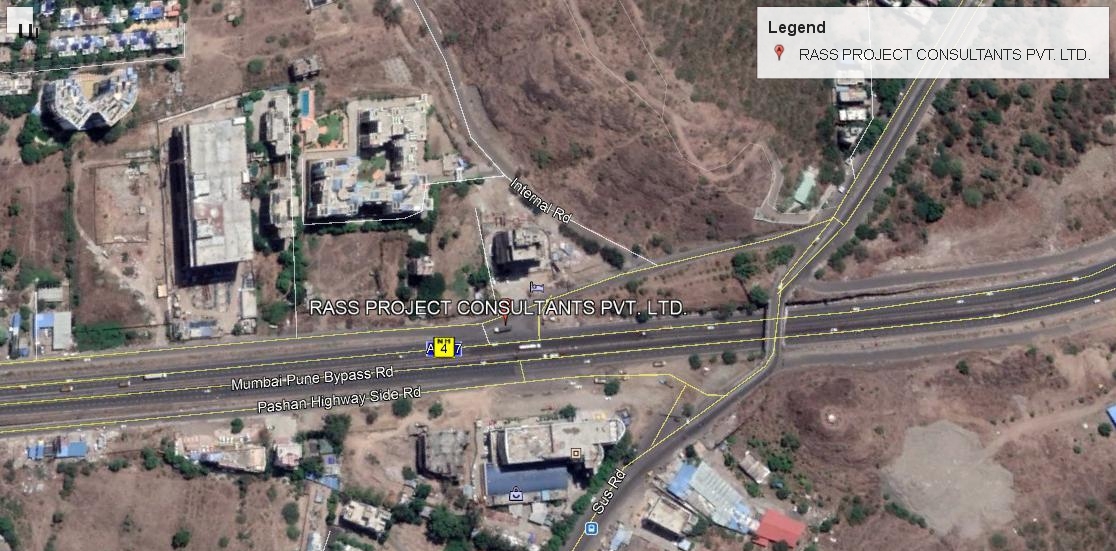 Legend
RASS PROJECT CONSULTANTS PVT. LTD.
Internal Rd
RASS PROJECT CONSULTANTS PVT. LTD.
4
Mumbai Pune Bypass Rd
Pashan Highway Side Rd
Sus Rd